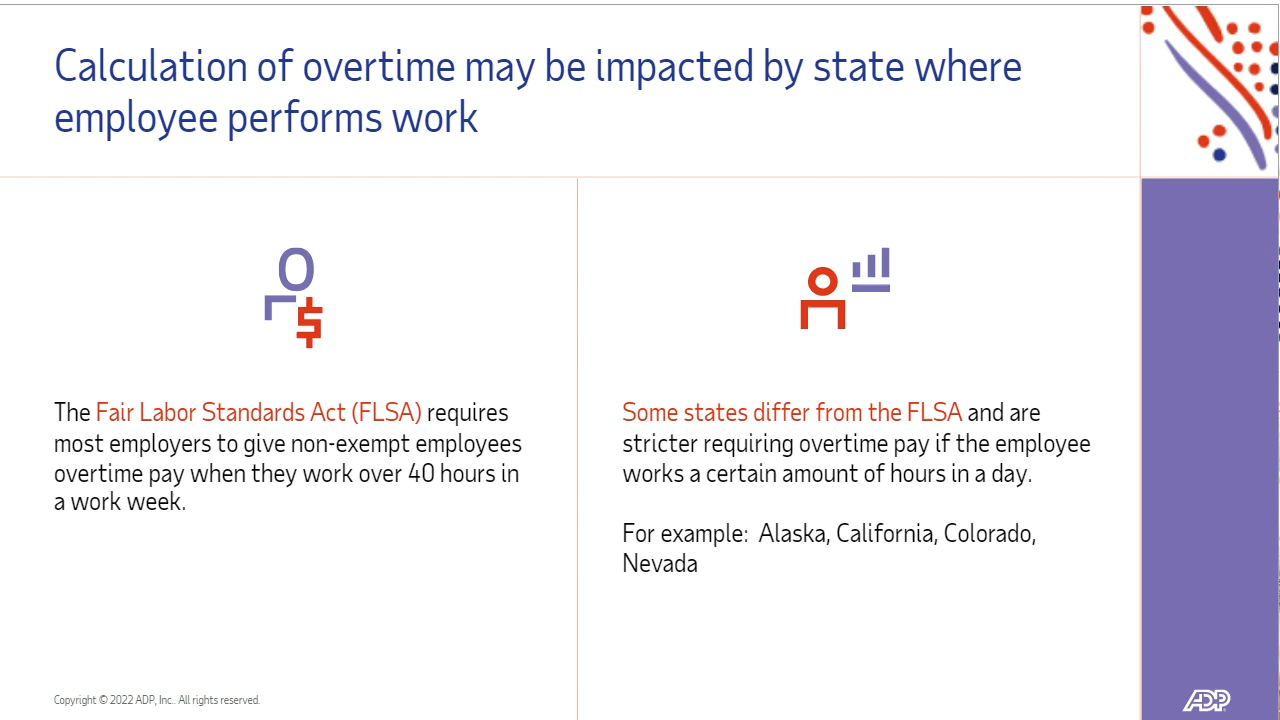 Calculation of overtime may be impacted by state where
employee performs work
The Fair Labor Standards Act (FLSA) requires
most employers to give non-exempt employees
overtime pay when they work over 40 hours in
a work week.
Some states differ from the FLSA and are
stricter requiring overtime pay if the employee
works a certain amount of hours in a day.
For example:  Alaska, California, Colorado,
Nevada
Copyright © 2022 ADP, Inc.. All rights reserved.
ADP